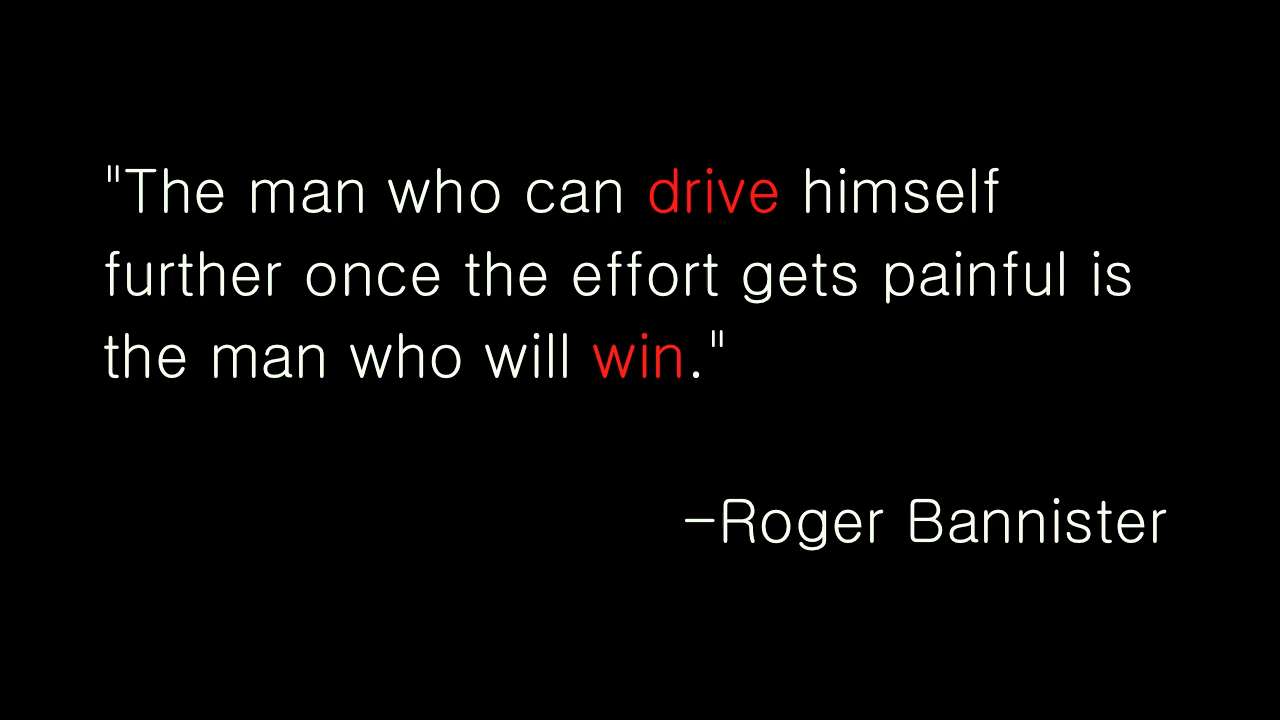 "The man who can drive himself
further once the effort gets painful is
the man who will win."
-Roger Bannister